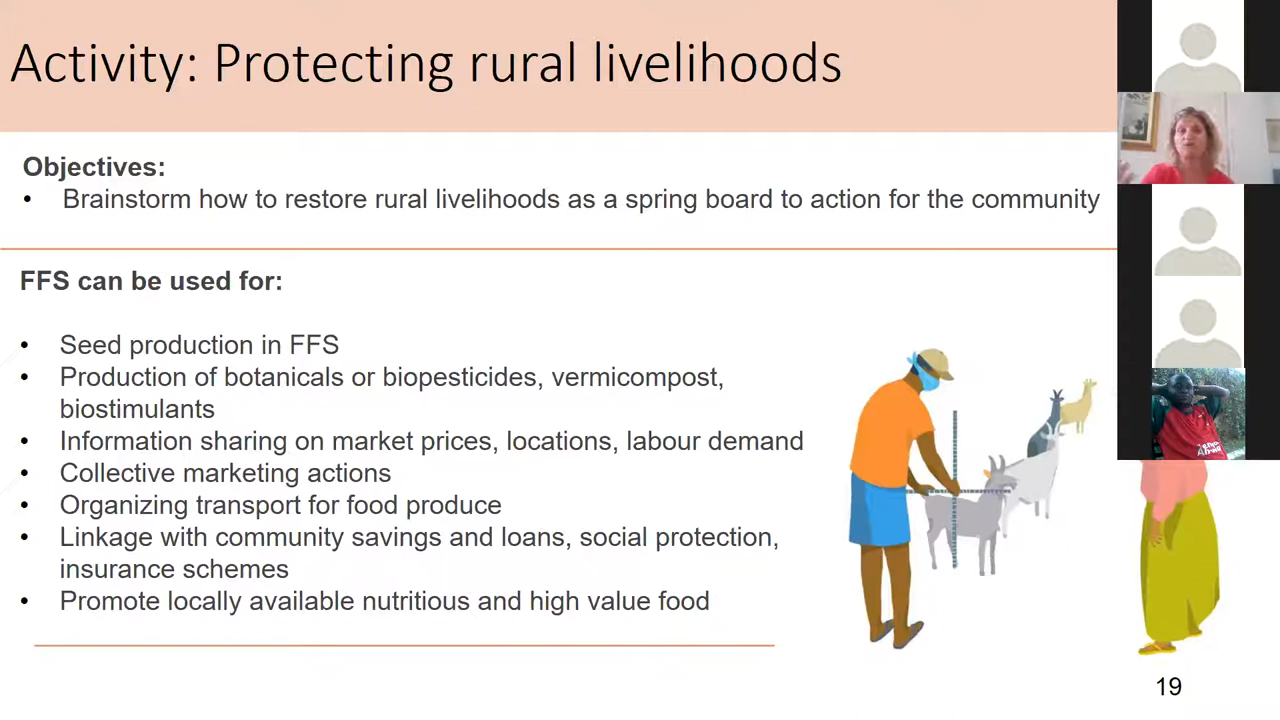 Activity: Protecting rural livelihoods
Objectives:
• Brainstorm how to restore rural livelihoods as a spring board to action for the community
FFS can be used for:
• Seed production in FFS
• Production of botanicals or biopesticides, vermicompost,
biostimulants
• Information sharing on market prices, locations, labour demand
• Collective marketing actions
• Organizing transport for food produce
• Linkage with community savings and loans, social protection,
insurance schemes
• Promote locally available nutritious and high value food
19